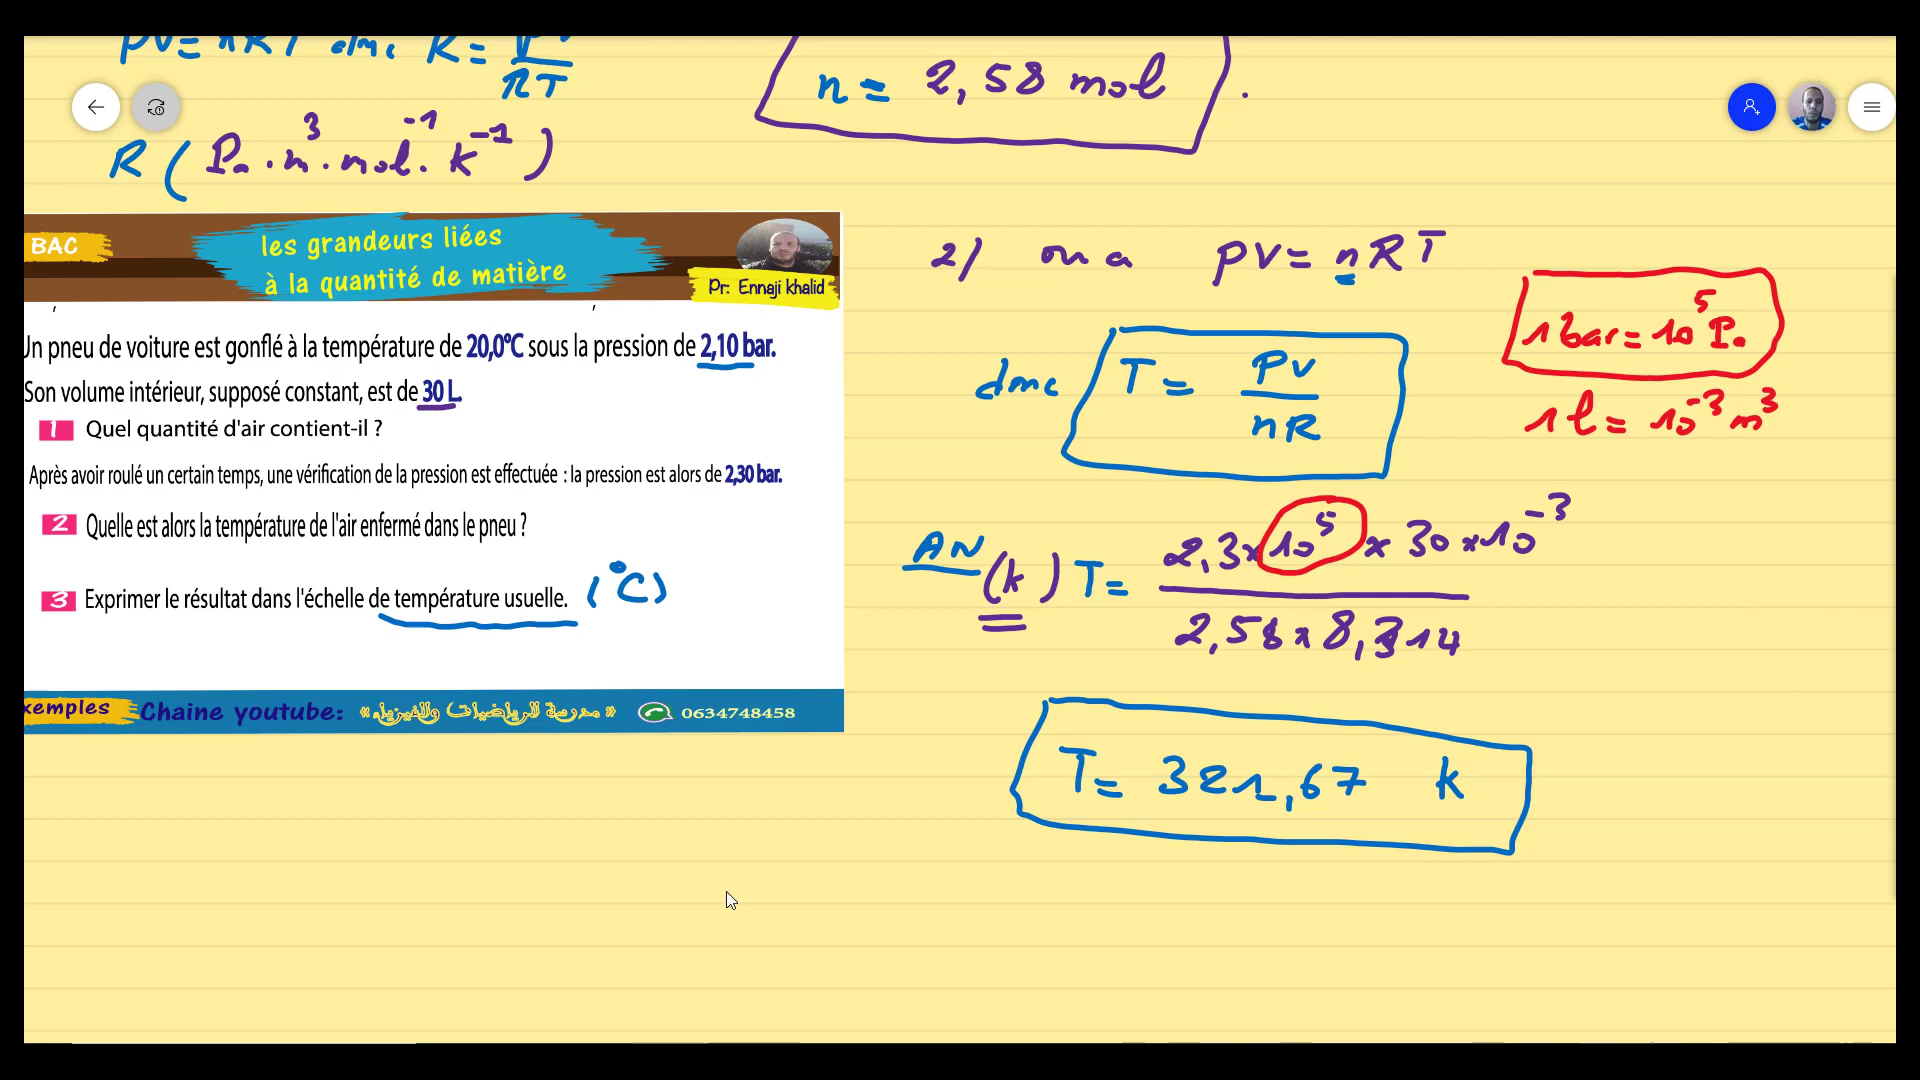 PV = nRT donc
RT
n = 2,58 mol .
R ( Pa . m³ . mol⁻¹ . k⁻¹ )
BAC
les grandeurs liées
à la quantité de matière
Pr: Ennaji khalid
Un pneu de voiture est gonflé à la température de 20,0°C sous la pression de 2,10 bar.
Son volume intérieur, supposé constant, est de 30 L.
1 Quel quantité d'air contient-il ?
Après avoir roulé un certain temps, une vérification de la pression est effectuée : la pression est alors de 2,30 bar.
2 Quelle est alors la température de l'air enfermé dans le pneu ?
3 Exprimer le résultat dans l'échelle de température usuelle. (°C)
xemples Chaine youtube: « مدرسة الرياضيات والفيزياء » 0634748458
2) on a PV = nRT
donc T = PV / nR
1 bar = 10⁵ Pa
1 l = 10⁻³ m³
AN (k) T = 2,3 x 10⁵ x 30 x 10⁻³ / 2,58 x 8,314
T = 321,67 k